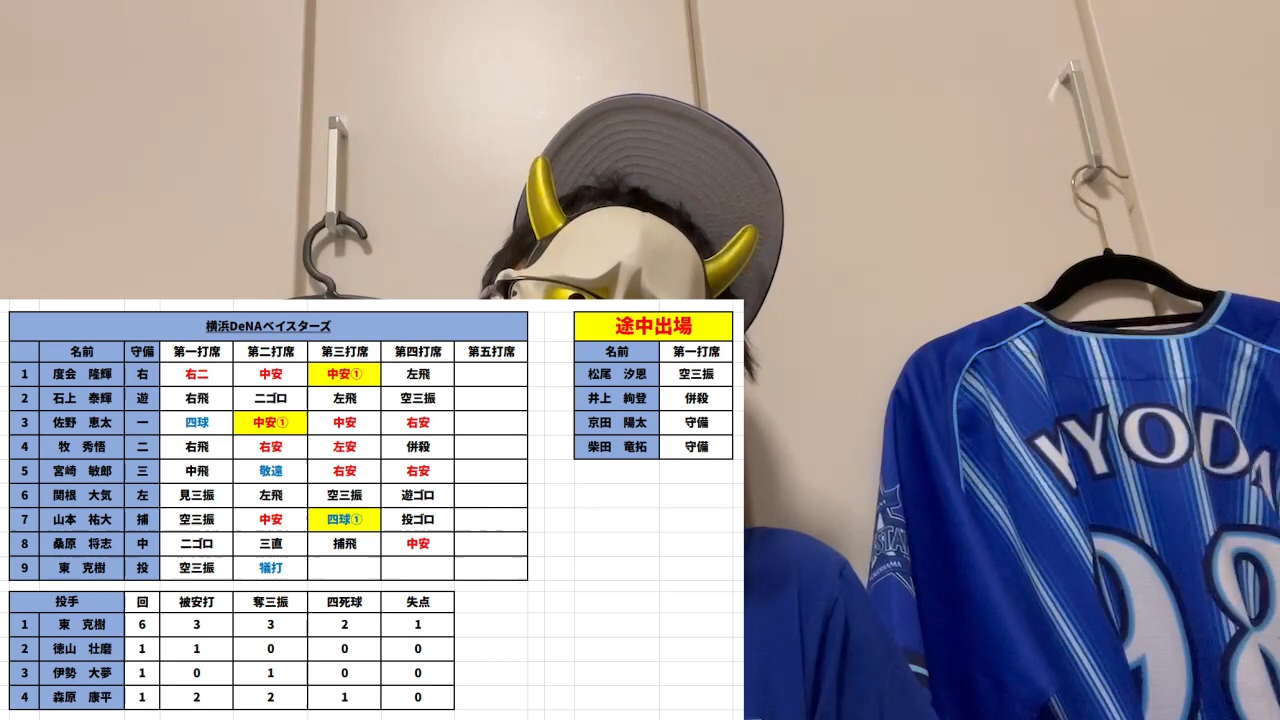 横浜DeNAベイスターズ
名前 守備 第一打席 第二打席 第三打席 第四打席 第五打席
1 度会 隆輝 右 右二 中安 中安① 左飛
2 石上 泰輝 遊 右飛 二ゴロ 左飛 空三振
3 佐野 恵太 一 四球 中安① 中安 右安
4 牧 秀悟 二 右飛 右安 左安 併殺
5 宮崎 敏郎 三 中飛 敬遠 右安 右安
6 関根 大気 左 見三振 左飛 空三振 遊ゴロ
7 山本 祐大 捕 空三振 中安 四球① 投ゴロ
8 桑原 将志 中 二ゴロ 三直 捕飛 中安
9 東 克樹 投 空三振 犠打
投手 回 被安打 奪三振 四死球 失点
1 東 克樹 6 3 3 2 1
2 徳山 壮磨 1 1 0 0 0
3 伊勢 大夢 1 0 1 0 0
4 森原 康平 1 2 2 1 0
途中出場
名前 第一打席
松尾 汐恩 空三振
井上 絢登 併殺
京田 陽太 守備
柴田 竜拓 守備
WYODA
98